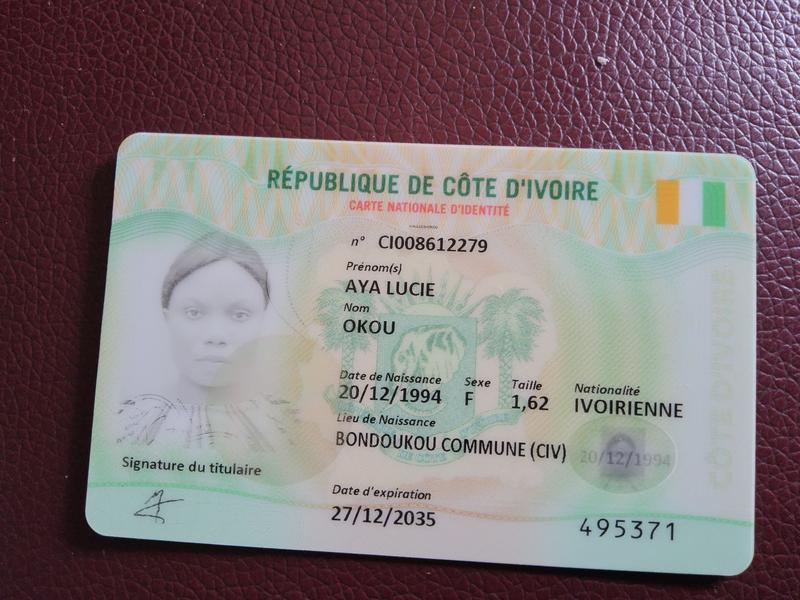 RÉPUBLIQUE DE CÔTE D'IVOIRE
CARTE NATIONALE D'IDENTITÉ
n° CI008612279
Prénom(s)
AYA LUCIE
Nom
OKOU
Date de Naissance Sexe Taille Nationalité
20/12/1994 F 1,62 IVOIRIENNE
Lieu de Naissance
BONDOUKOU COMMUNE (CIV)
20/12/1994
Signature du titulaire
Date d'expiration
27/12/2035
495371
CÔTE D'IVOIRE